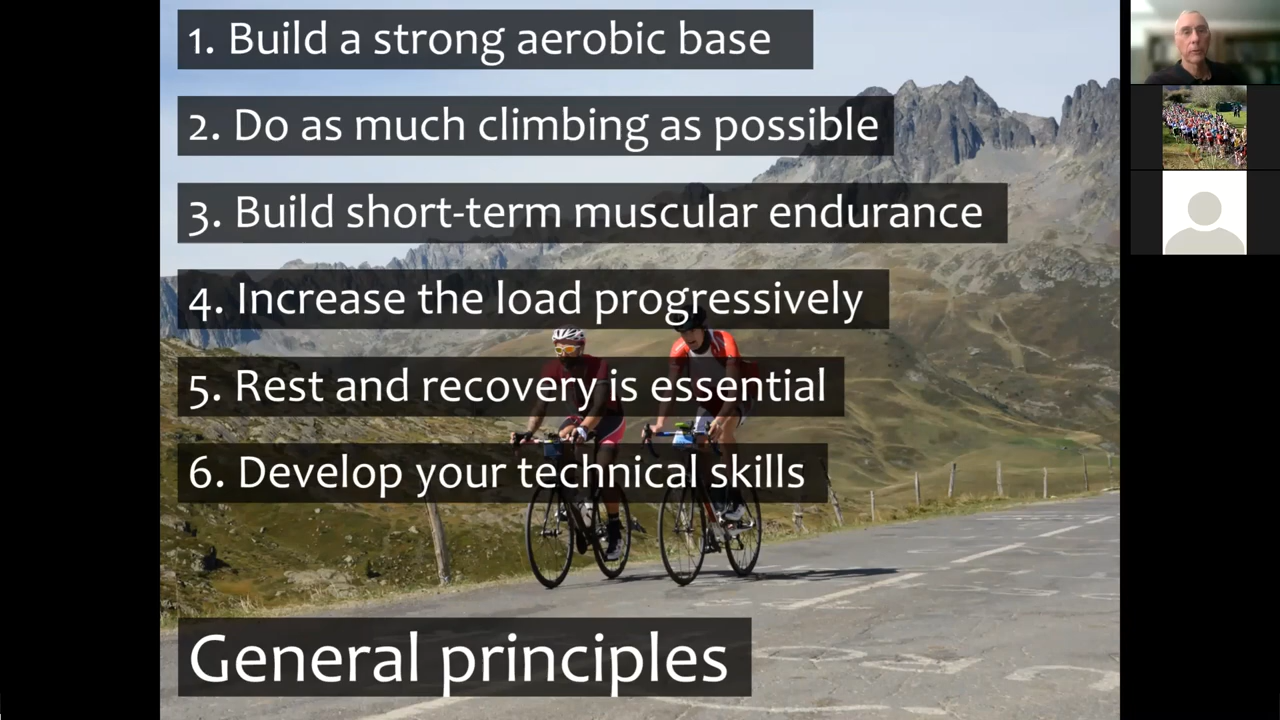 1. Build a strong aerobic base
2. Do as much climbing as possible
3. Build short-term muscular endurance
4. Increase the load progressively
5. Rest and recovery is essential
6. Develop your technical skills
General principles